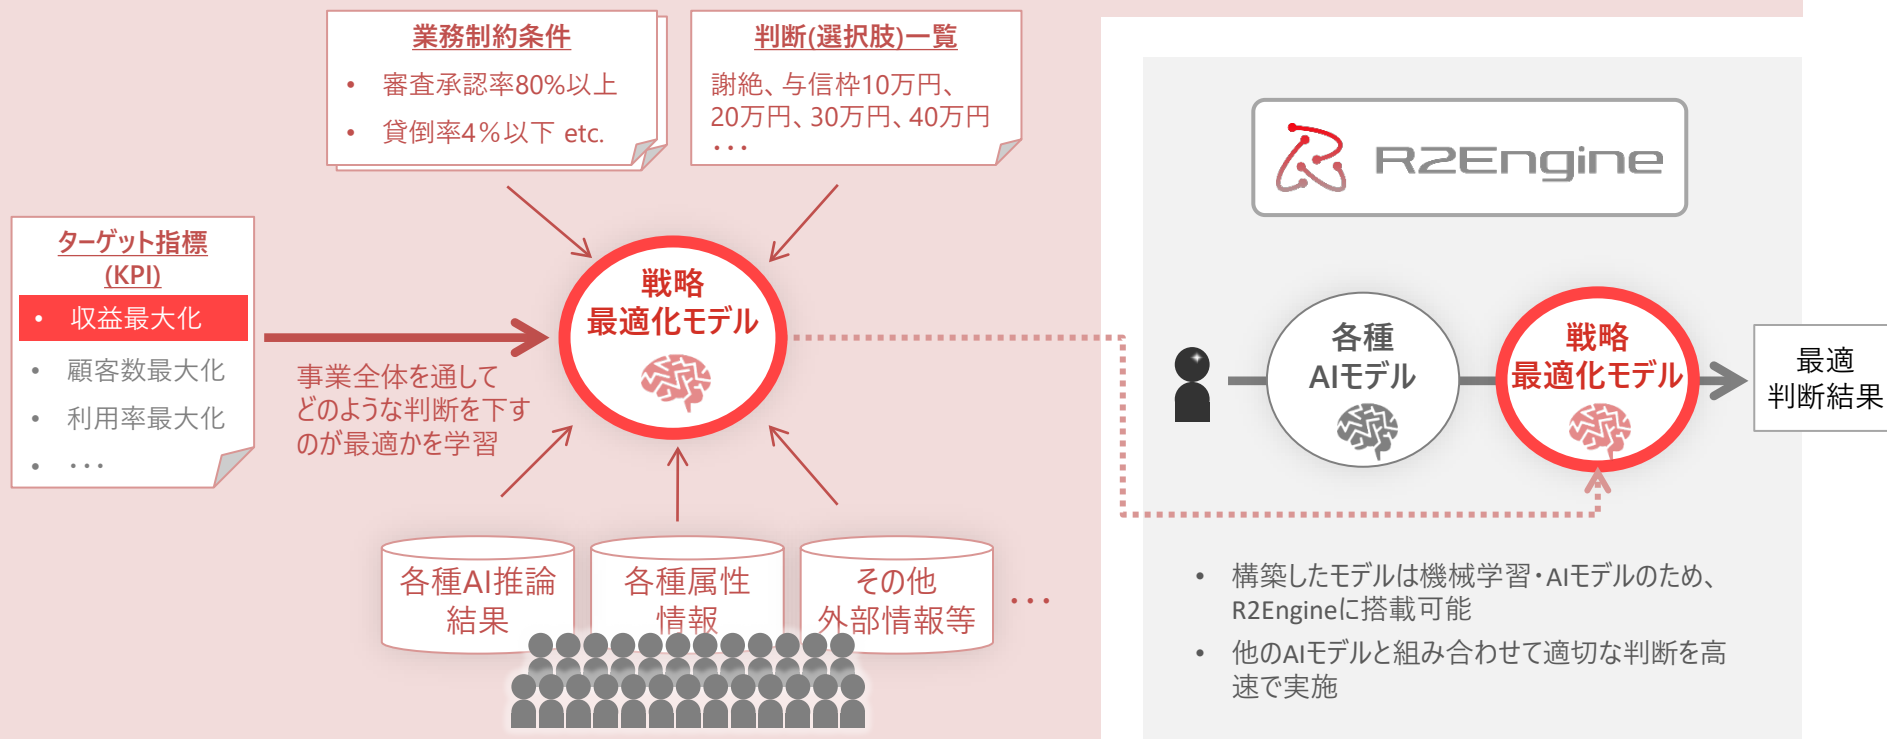 業務制約条件
• 審査承認率80%以上
• 貸倒率4%以下 etc.
判断(選択肢)一覧
謝絶、与信枠10万円、
20万円、30万円、40万円
・・・
ターゲット指標
(KPI)
• 収益最大化
• 顧客数最大化
• 利用率最大化
• ・・・
事業全体を通して
どのような判断を下す
のが最適かを学習
戦略
最適化モデル
各種AI推論
結果
各種属性
情報
その他
外部情報等
・・・
R2Engine
各種
AIモデル
戦略
最適化モデル
最適
判断結果
• 構築したモデルは機械学習・AIモデルのため、
R2Engineに搭載可能
• 他のAIモデルと組み合わせて適切な判断を高
速で実施